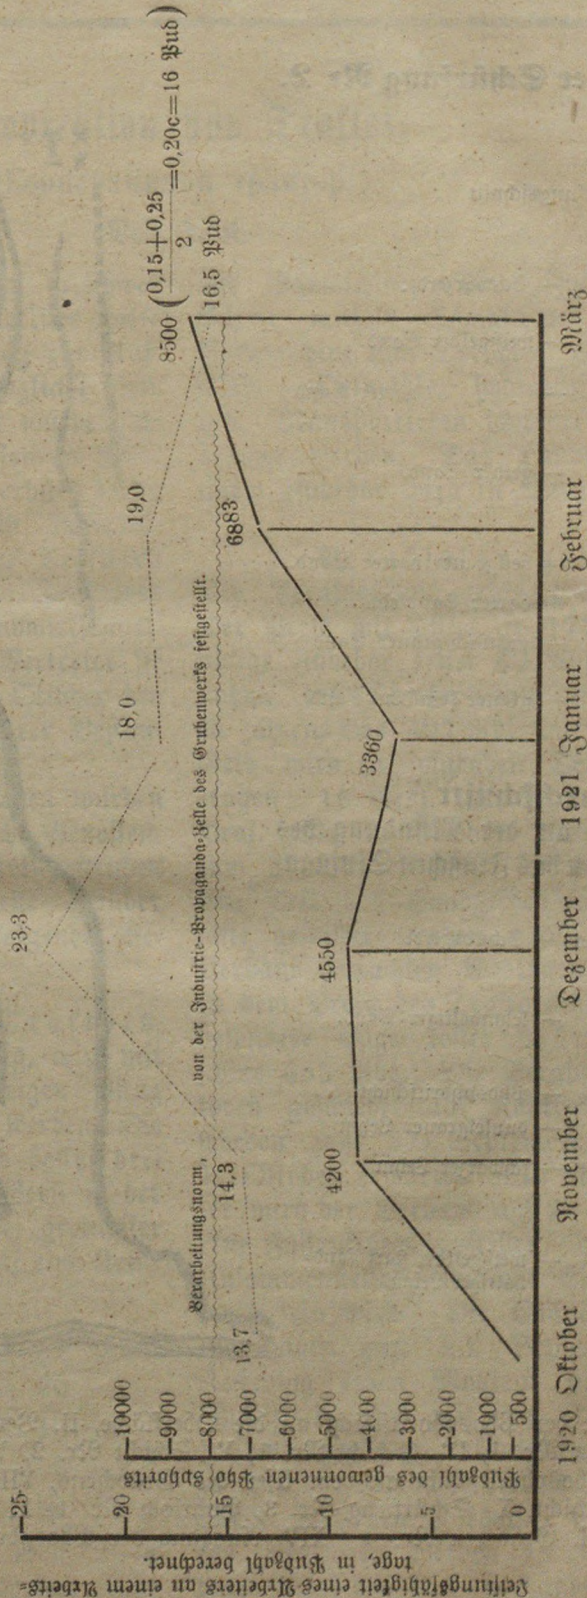 Leistungsfähigkeit eines Arbeiters an einem Arbeits=
tage, in Pudzahl berechnet.
25
20
15
10
5
0
Pudzahl des gewonnenen
10000
9000
8000
7000
6000
5000
4000
3000
2000
1000
500
23,3
13,7
14,3
18,0
19,0
Verarbeitungsnorm,
von der Industrie-Propaganda-Zelle des Grubenwerks festgestellt.
4200
4550
3360
6883
8500 (0,15+0,25
2
=0,20c=16 Pud)
16,5 Pud
1920 Oktober
November
Dezember
1921 Januar
Februar
März